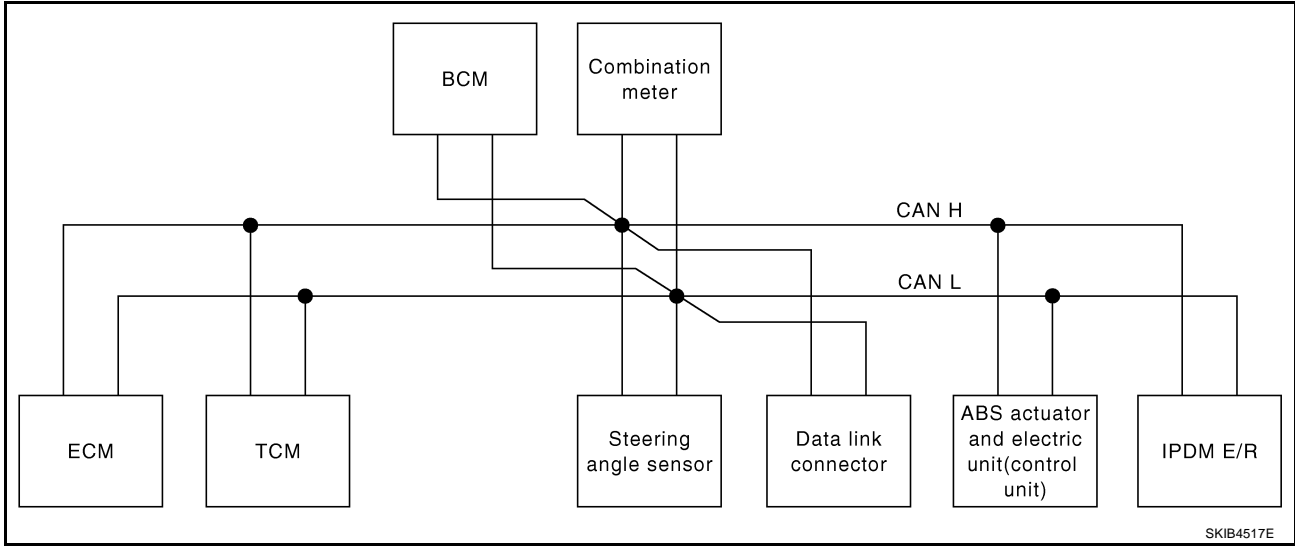 BCM
Combination
meter
CAN H
CAN L
ECM
TCM
Steering
angle sensor
Data link
connector
ABS actuator
and electric
unit(control
unit)
IPDM E/R
SKIB4517E